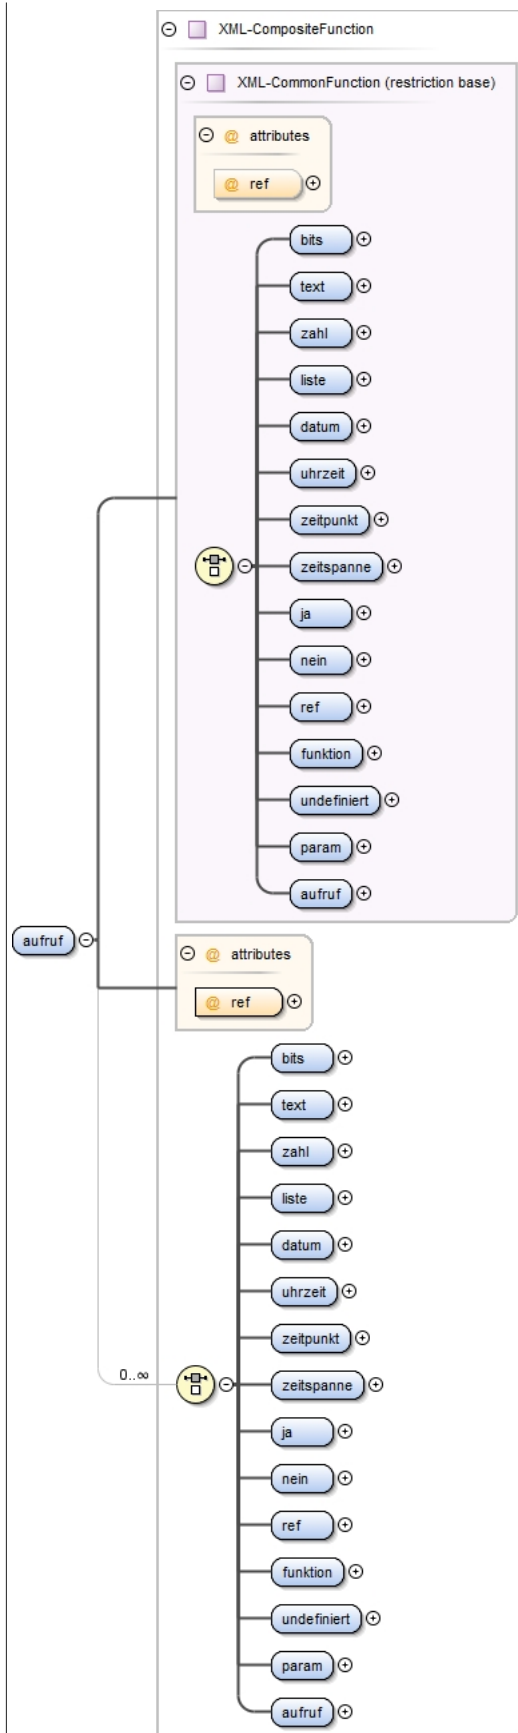 XML-CompositeFunction
XML-CommonFunction (restriction base)
@ attributes
@ ref
bits
text
zahl
liste
datum
uhrzeit
zeitpunkt
zeitspanne
ja
nein
ref
funktion
undefiniert
param
aufruf
aufruf
@ attributes
@ ref
bits
text
zahl
liste
datum
uhrzeit
zeitpunkt
0..∞
zeitspanne
ja
nein
ref
funktion
undefiniert
param
aufruf